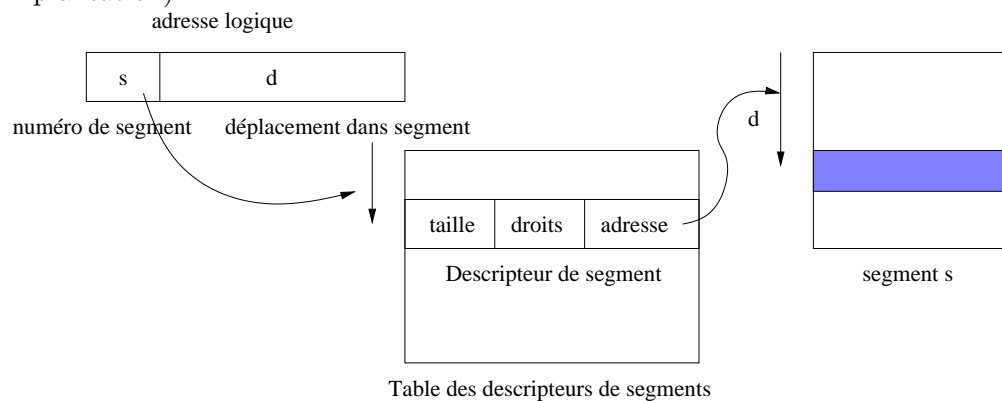 adresse logique
s
d
numéro de segment
déplacement dans segment
d
taille
droits
adresse
Descripteur de segment
segment s
Table des descripteurs de segments